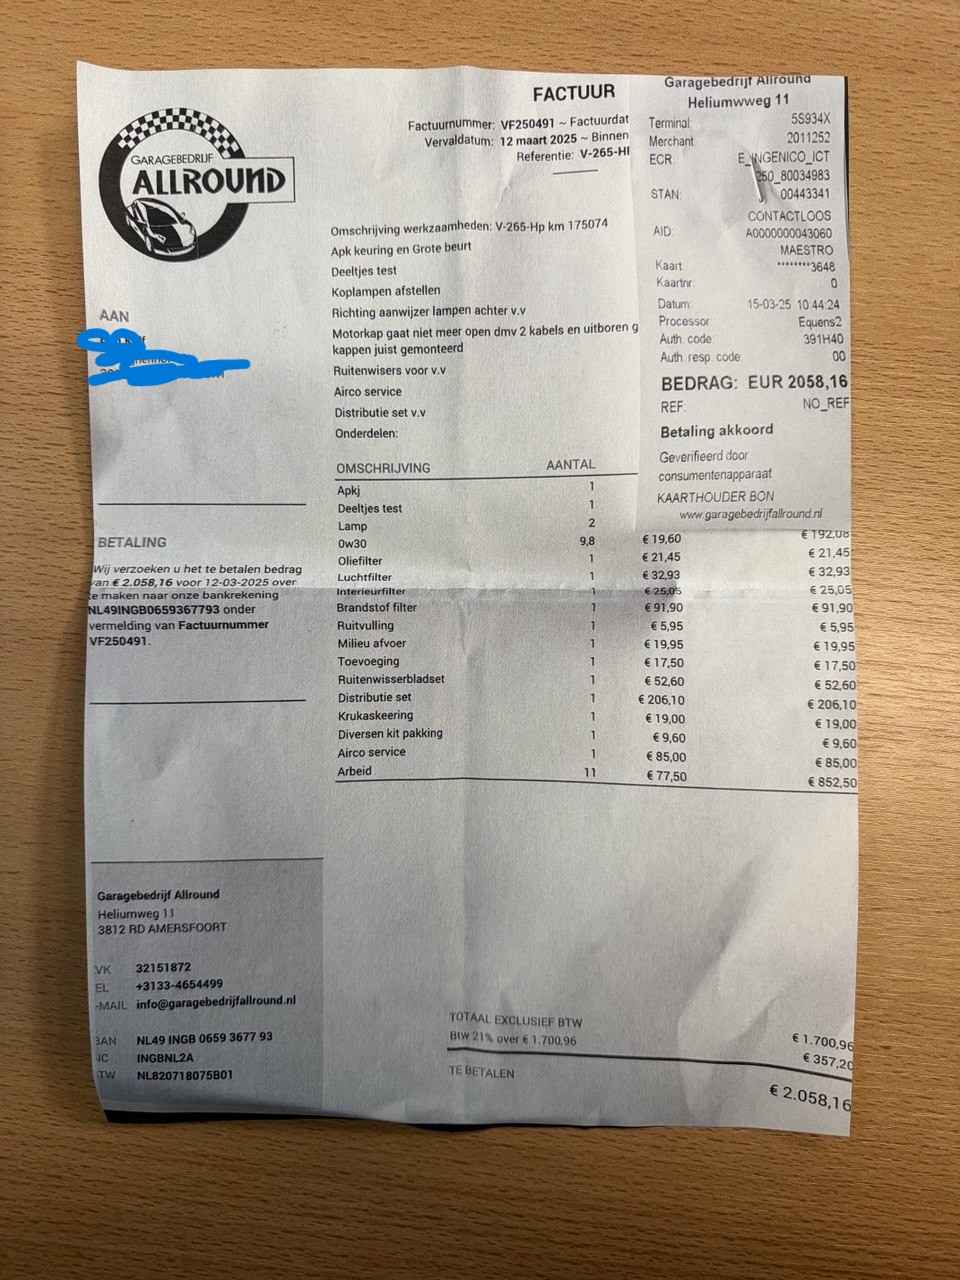 FACTUUR
Factuurnummer: VF250491 ~ Factuurdat
Vervaldatum: 12 maart 2025 ~ Binnen
Referentie: V-265-H
GARAGEBEDRIJF
ALLROUND
Garagebedrijf Allround
Heliumwweg 11
Terminal: 5S934X
Merchant 2011252
ECR: E_INGENICO_ICT
250_80034983
STAN: 00443341
CONTACTLOOS
AID: A0000000043060
MAESTRO
Kaart ********3648
Kaartnr 0
Datum: 15-03-25 10:44:24
Processor Equens2
Auth. code: 391H40
Auth. resp. code: 00
BEDRAG: EUR 2058,16
REF: NO_REF
Betaling akkoord
Geverifieerd door
consumentenapparaat
KAARTHOUDER BON
www.garagebedrijfallround.nl
AAN
Omschrijving werkzaamheden: V-265-Hp km 175074
Apk keuring en Grote beurt
Deeltjes test
Koplampen afstellen
Richting aanwijzer lampen achter v.v
Motorkap gaat niet meer open dmv 2 kabels en uitboren g
kappen juist gemonteerd
Ruitenwisers voor v.v
Airco service
Distributie set v.v
Onderdelen:
OMSCHRIJVING AANTAL
Apkj 1
Deeltjes test 1
Lamp 2
0w30 9,8 € 19,60 € 192,08
Oliefilter 1 € 21,45 € 21,45
Luchtfilter 1 € 32,93 € 32,93
Interieurfilter 1 € 25,05 € 25,05
Brandstof filter 1 € 91,90 € 91,90
Ruitvulling 1 € 5,95 € 5,95
Milieu afvoer 1 € 19,95 € 19,95
Toevoeging 1 € 17,50 € 17,50
Ruitenwisserbladset 1 € 52,60 € 52,60
Distributie set 1 € 206,10 € 206,10
Krukaskeering 1 € 19,00 € 19,00
Diversen kit pakking 1 € 9,60 € 9,60
Airco service 1 € 85,00 € 85,00
Arbeid 11 € 77,50 € 852,50
BETALING
Wij verzoeken u het te betalen bedrag
van € 2.058,16 voor 12-03-2025 over
te maken naar onze bankrekening
NL49INGB0659367793 onder
vermelding van Factuurnummer
VF250491.
Garagebedrijf Allround
Heliumweg 11
3812 RD AMERSFOORT
VK 32151872
EL +3133-4654499
-MAIL info@garagebedrijfallround.nl
BAN NL49 INGB 0659 3677 93
IC INGBNL2A
TW NL820718075B01
TOTAAL EXCLUSIEF BTW € 1.700,96
Btw 21% over € 1.700,96 € 357,20
TE BETALEN € 2.058,16